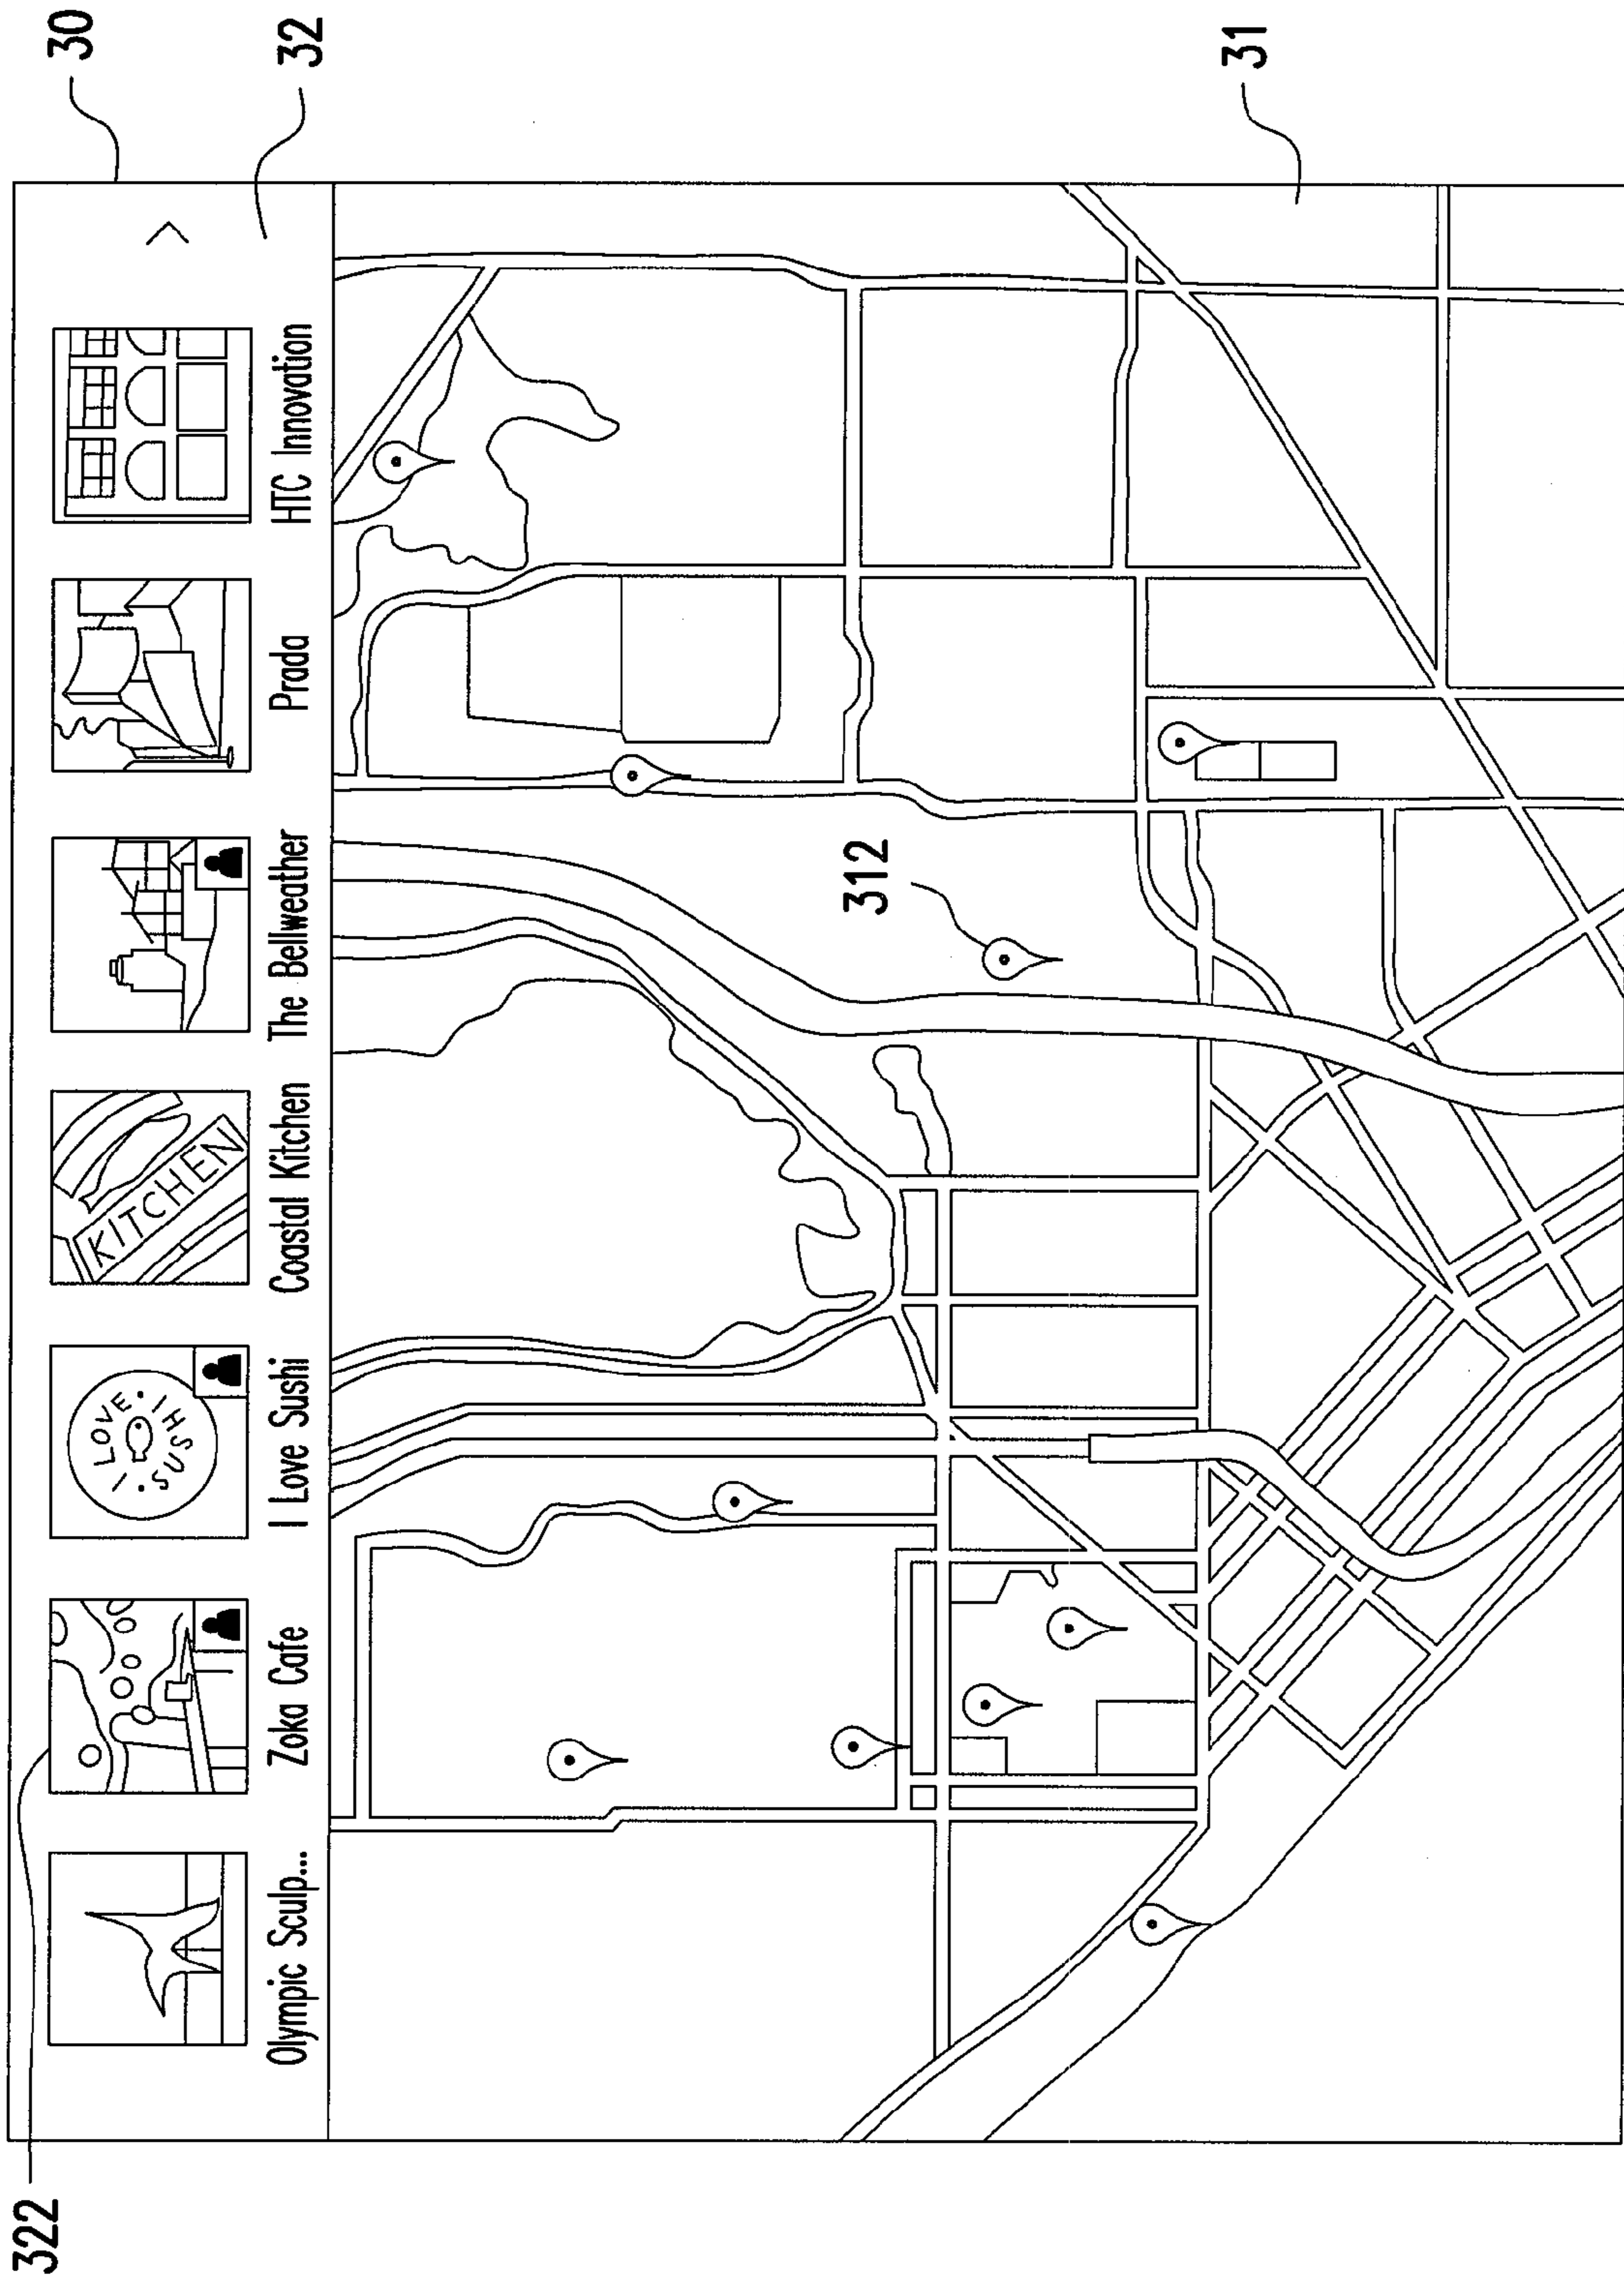 322
30
32
Olympic Sculp...
Zoka Cafe
I Love Sushi
Coastal Kitchen
The Bellweather
Prada
HTC Innovation
I LOVE
SUSHI
KITCHEN
312
31